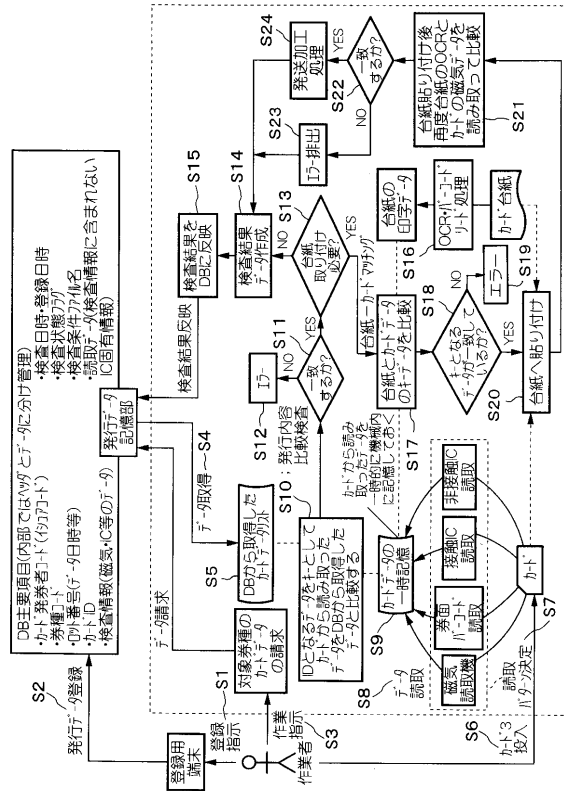 DB主要項目(内部ではヘッダとデータに分け管理)
・カード発券者コード(イシュアコード)
・券種コード
・ロット番号(データ日時等)
・カードID
・検査情報(磁気・IC等のデータ)
・検査日時・登録日時
・検査状態フラグ
・検査条件ファイル名
・読取データ(検査情報に含まれない
IC固有情報)
S2
発行データ登録
登録用
端末
S1
登録
指示
作業者
作業
指示
S3
S6
カード3
投入
対象券種の
カードデータ
の請求
データ請求
発行データ
記憶部
S4
データ取得
検査結果反映
S5
DBから取得した
カードデータリスト
S15
検査結果を
DBに反映
S14
検査結果
データ作成
S10:発行内容
比較検査
IDとなるデータをキーとして
カードから読み取った
データをDBから取得した
データと比較する
S11
一致
するか?
NO
YES
S12
エラー
S13
台紙
取り付け
必要?
NO
YES
台紙-カードマッチング
S8
データ
読取
S9
カードデータの
一時記憶
カードから読み
取ったデータを
一時的に機械内
に記憶しておく
磁気
読取機
券面
バーコード
読取
接触IC
読取
非接触IC
読取
読取
パターン決定
カード
S7
S17
台紙とカードデータ
のキーデータを比較
S18
キーとなる
データが一致して
いるか?
NO
YES
S19
エラー
S16
台紙の
印字データ
OCR・バーコード
リード処理
カード台紙
S20
台紙へ貼り付け
S21
台紙貼り付け後
再度台紙のOCRと
カードの磁気データを
読み取って比較
S22
一致
するか?
NO
YES
S23
エラー排出
S24
発送加工
処理